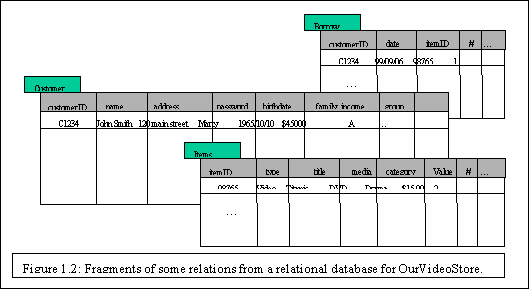 Borrow
customerID date itemID # ...
C1234 99/09/06 98765 1
...
Customer
customerID name address password birthdate family_income group
C1234 John Smith 120 main street Marty 1965/10/10 $45000 A ...
Items
itemID type title media category Value # ...
98765 Video Titanic DVD Drama $15.00 2
...
Figure 1.2: Fragments of some relations from a relational database for OurVideoStore.